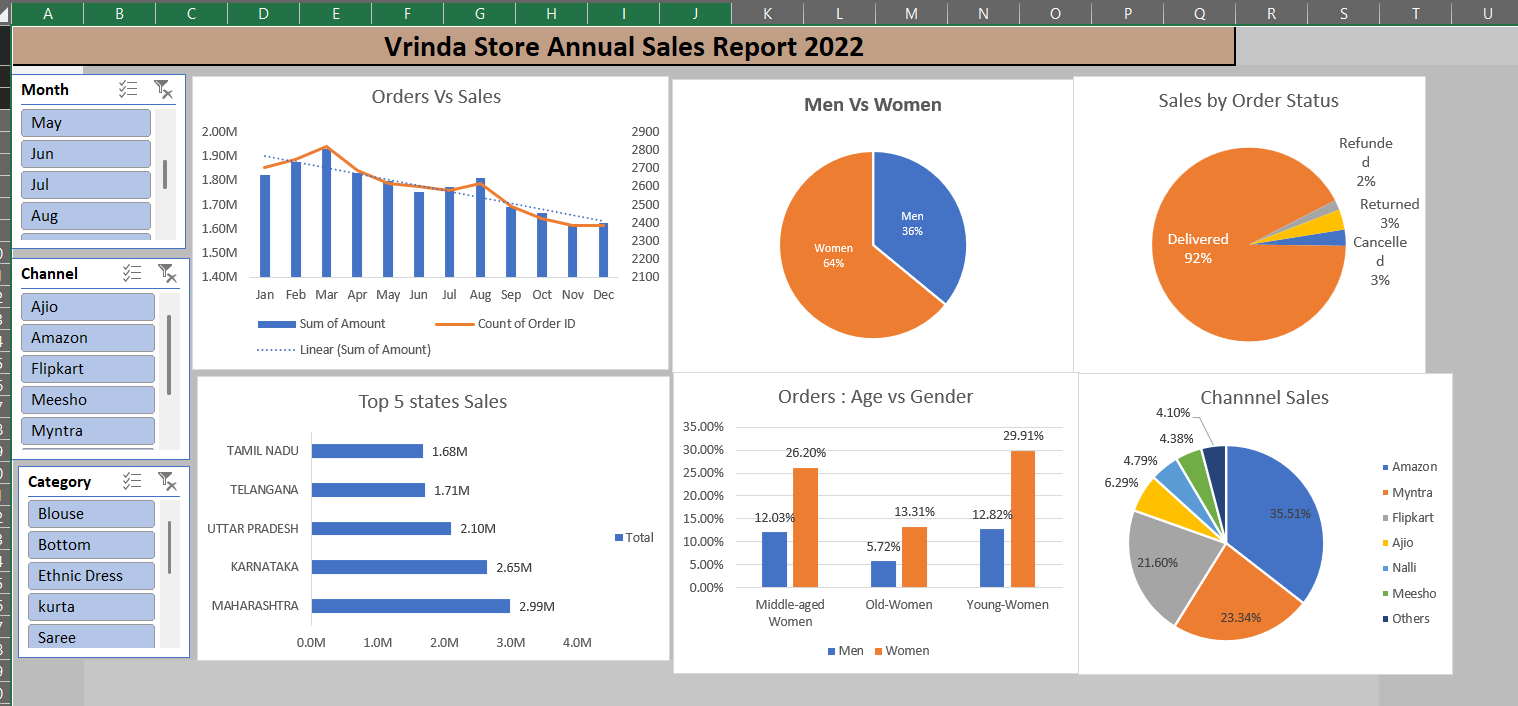 A B C D E F G H I J K L M N O P Q R S T U
Vrinda Store Annual Sales Report 2022
Month
May
Jun
Jul
Aug
Channel
Ajio
Amazon
Flipkart
Meesho
Myntra
Category
Blouse
Bottom
Ethnic Dress
kurta
Saree
Orders Vs Sales
2.00M 2900
1.90M 2800
1.80M 2700
1.70M 2600
1.60M 2500
1.50M 2400
1.40M 2300
2200
2100
Jan Feb Mar Apr May Jun Jul Aug Sep Oct Nov Dec
Sum of Amount Count of Order ID
Linear (Sum of Amount)
Men Vs Women
Men
36%
Women
64%
Sales by Order Status
Refunde
d
2%
Returned
3%
Cancelle
d
3%
Delivered
92%
Top 5 states Sales
TAMIL NADU 1.68M
TELANGANA 1.71M
UTTAR PRADESH 2.10M
KARNATAKA 2.65M
MAHARASHTRA 2.99M
0.0M 1.0M 2.0M 3.0M 4.0M
Total
Orders : Age vs Gender
35.00%
30.00%
25.00%
20.00%
15.00%
10.00%
5.00%
0.00%
12.03% 26.20%
5.72% 13.31%
12.82% 29.91%
Middle-aged
Women
Old-Women
Young-Women
Men Women
Channnel Sales
4.10%
4.38%
4.79%
6.29%
35.51%
21.60%
23.34%
Amazon
Myntra
Flipkart
Ajio
Nalli
Meesho
Others